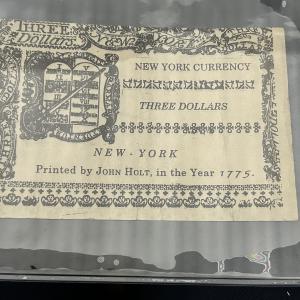 THREE
Dollars.
NEW YORK CURRENCY
THREE DOLLARS
NEW-YORK
Printed by JOHN HOLT, in the Year 1775.